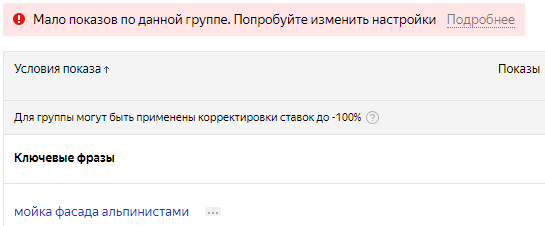 Мало показов по данной группе. Попробуйте изменить настройки Подробнее
Условия показа ↑ Показы
Для группы могут быть применены корректировки ставок до -100% ?
Ключевые фразы
мойка фасада альпинистами ...